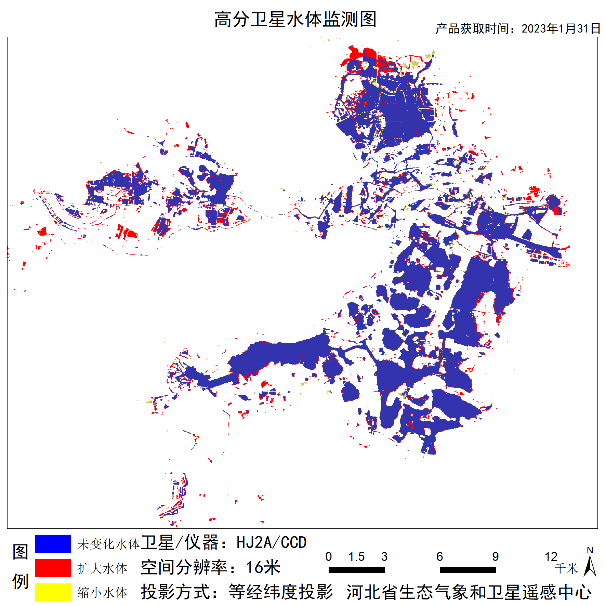 高分卫星水体监测图
产品获取时间：2023年1月31日
图例
未变化水体
扩大水体
缩小水体
卫星/仪器：HJ2A/CCD
空间分辨率：16米
投影方式：等经纬度投影
0 1.5 3 6 9 12
千米
N
河北省生态气象和卫星遥感中心